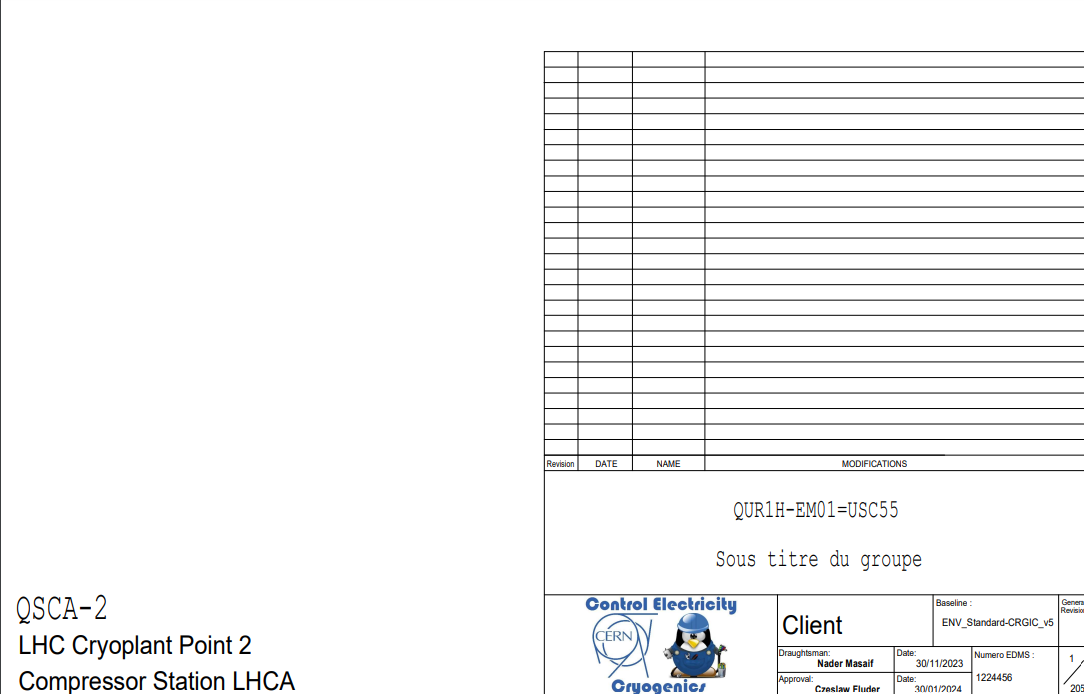 Revision DATE NAME MODIFICATIONS
QUR1H-EM01=USC55
Sous titre du groupe
QSCA-2
LHC Cryoplant Point 2
Compressor Station LHCA
Control Electricity
CERN
Cryogenics
Client
Baseline :
ENV_Standard-CRGIC_v5
Draughtsman:
Nader Masaif
Date:
30/11/2023
Numero EDMS :
1224456
Approval:
Czeslaw Fluder
Date:
30/01/2024
1
205